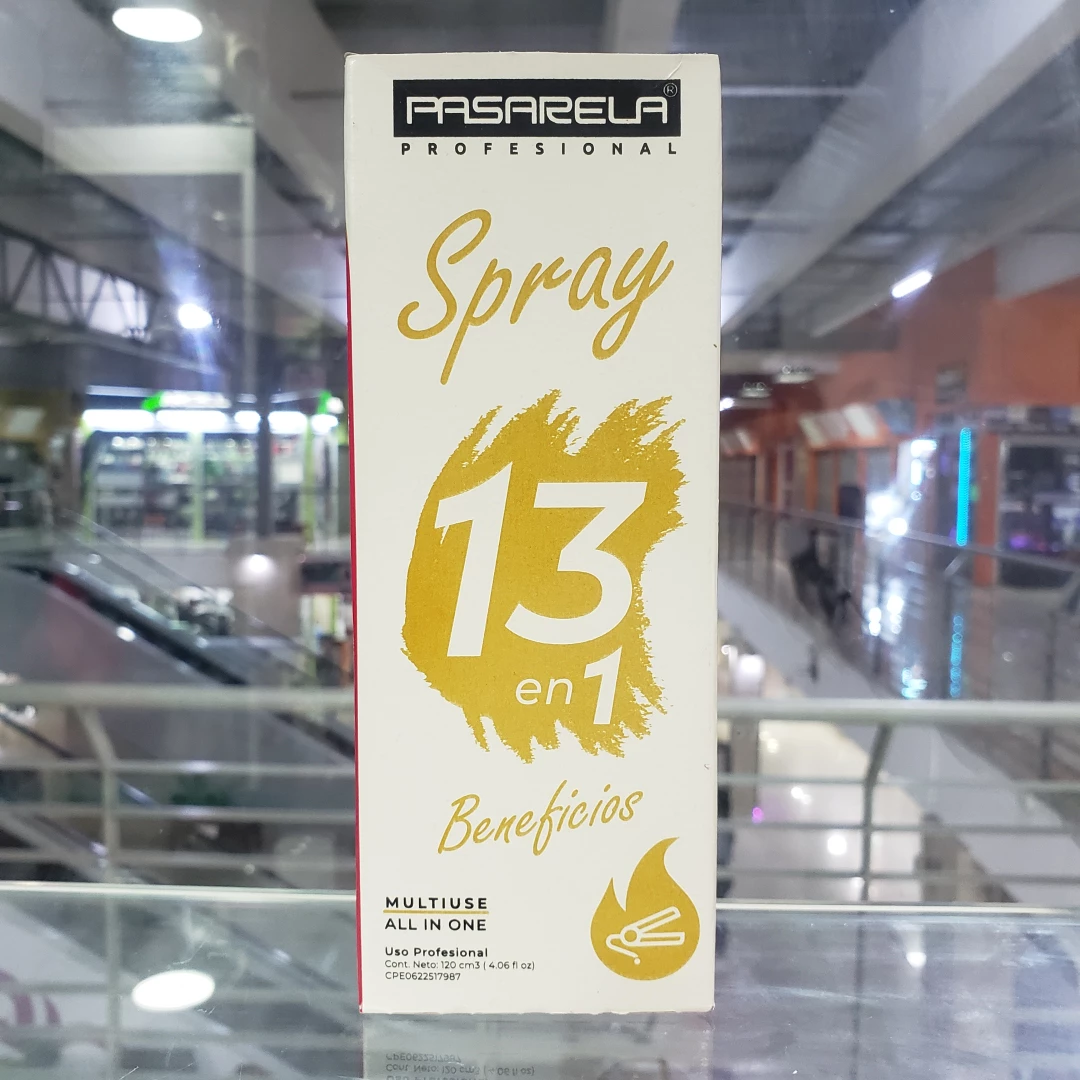 PASARELA®
PROFESIONAL
Spray
13
en 1
Beneficios
MULTIUSE
ALL IN ONE
Uso Profesional
Cont. Neto: 120 cm3 ( 4.06 fl oz)
CPE0622517987